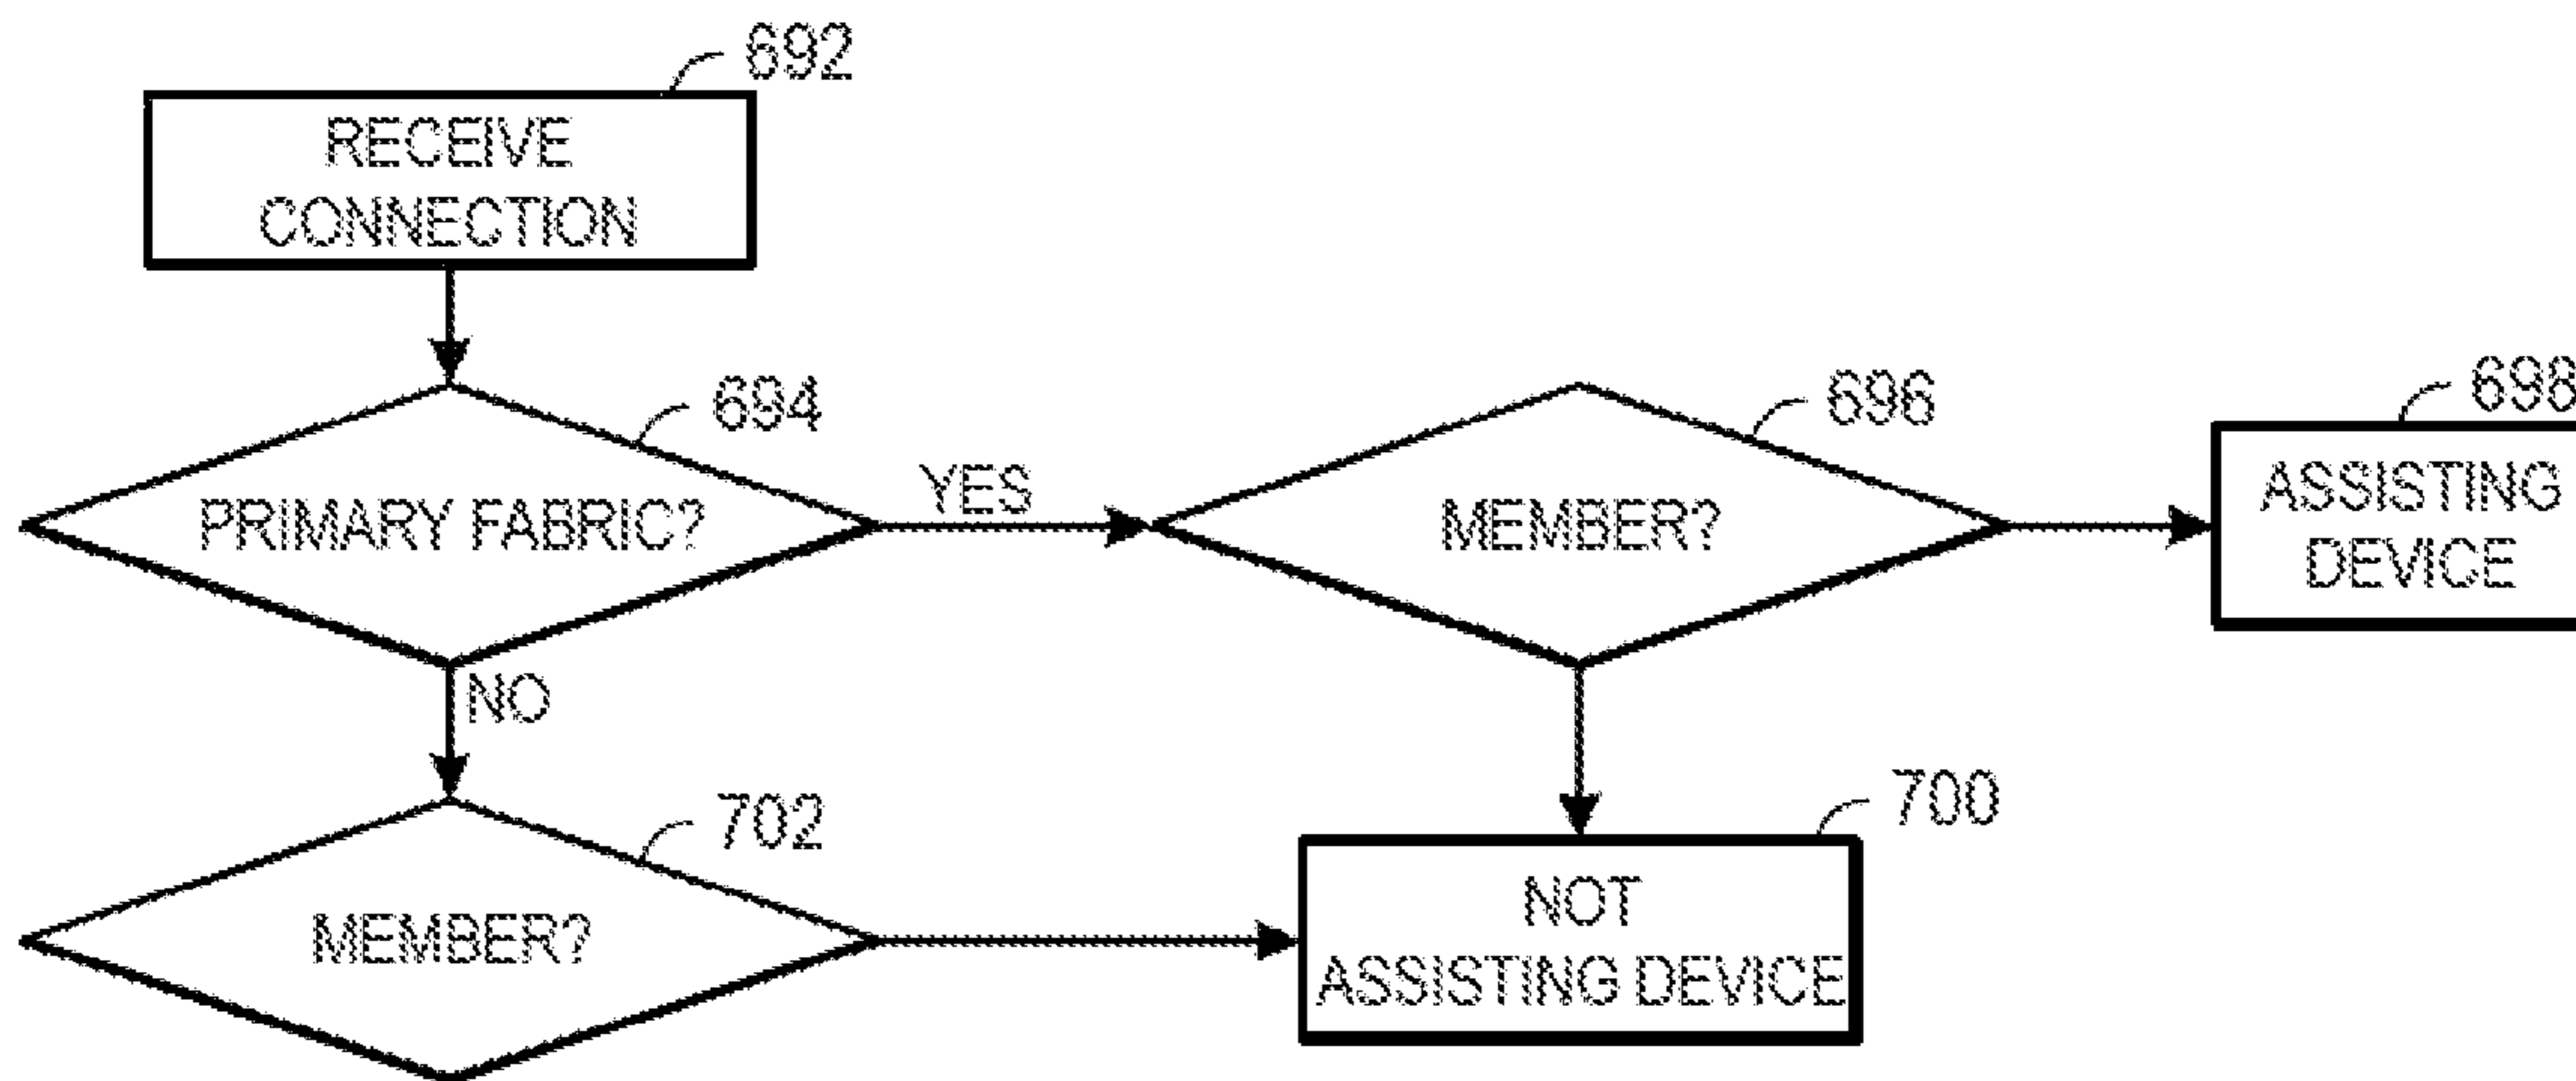 692
RECEIVE
CONNECTION
694
PRIMARY FABRIC?
YES
696
MEMBER?
698
ASSISTING
DEVICE
NO
702
MEMBER?
700
NOT
ASSISTING DEVICE